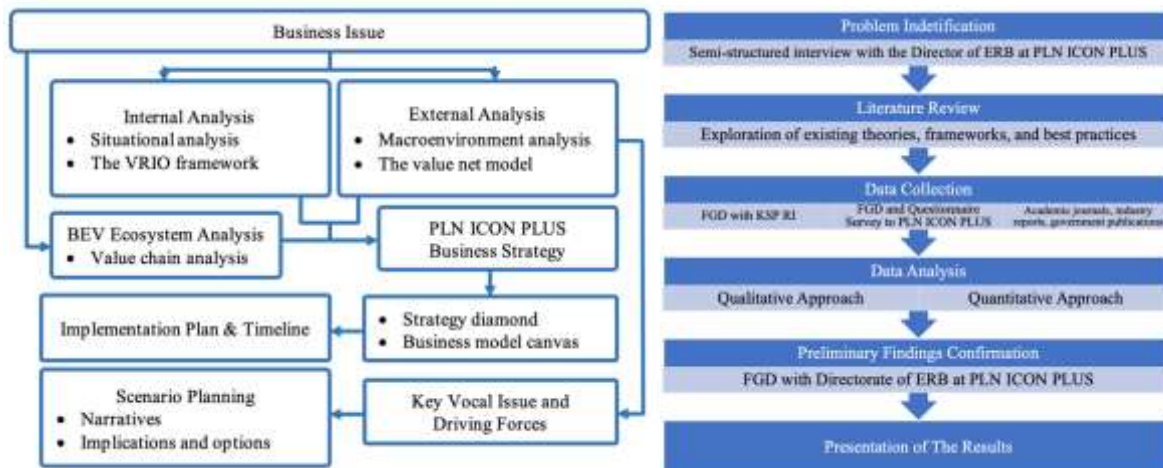 Business Issue
Internal Analysis
• Situational analysis
• The VRIO framework
External Analysis
• Macroenvironment analysis
• The value net model
BEV Ecosystem Analysis
• Value chain analysis
PLN ICON PLUS
Business Strategy
Implementation Plan & Timeline
• Strategy diamond
• Business model canvas
Scenario Planning
• Narratives
• Implications and options
Key Vocal Issue and
Driving Forces
Problem Indetification
Semi-structured interview with the Director of ERB at PLN ICON PLUS
Literature Review
Exploration of existing theories, frameworks, and best practices
Data Collection
FGD with KSP RI
FGD and Questionnaire
Survey to PLN ICON PLUS
Academic journals, industry
reports, government publications
Data Analysis
Qualitative Approach
Quantitative Approach
Preliminary Findings Confirmation
FGD with Directorate of ERB at PLN ICON PLUS
Presentation of The Results